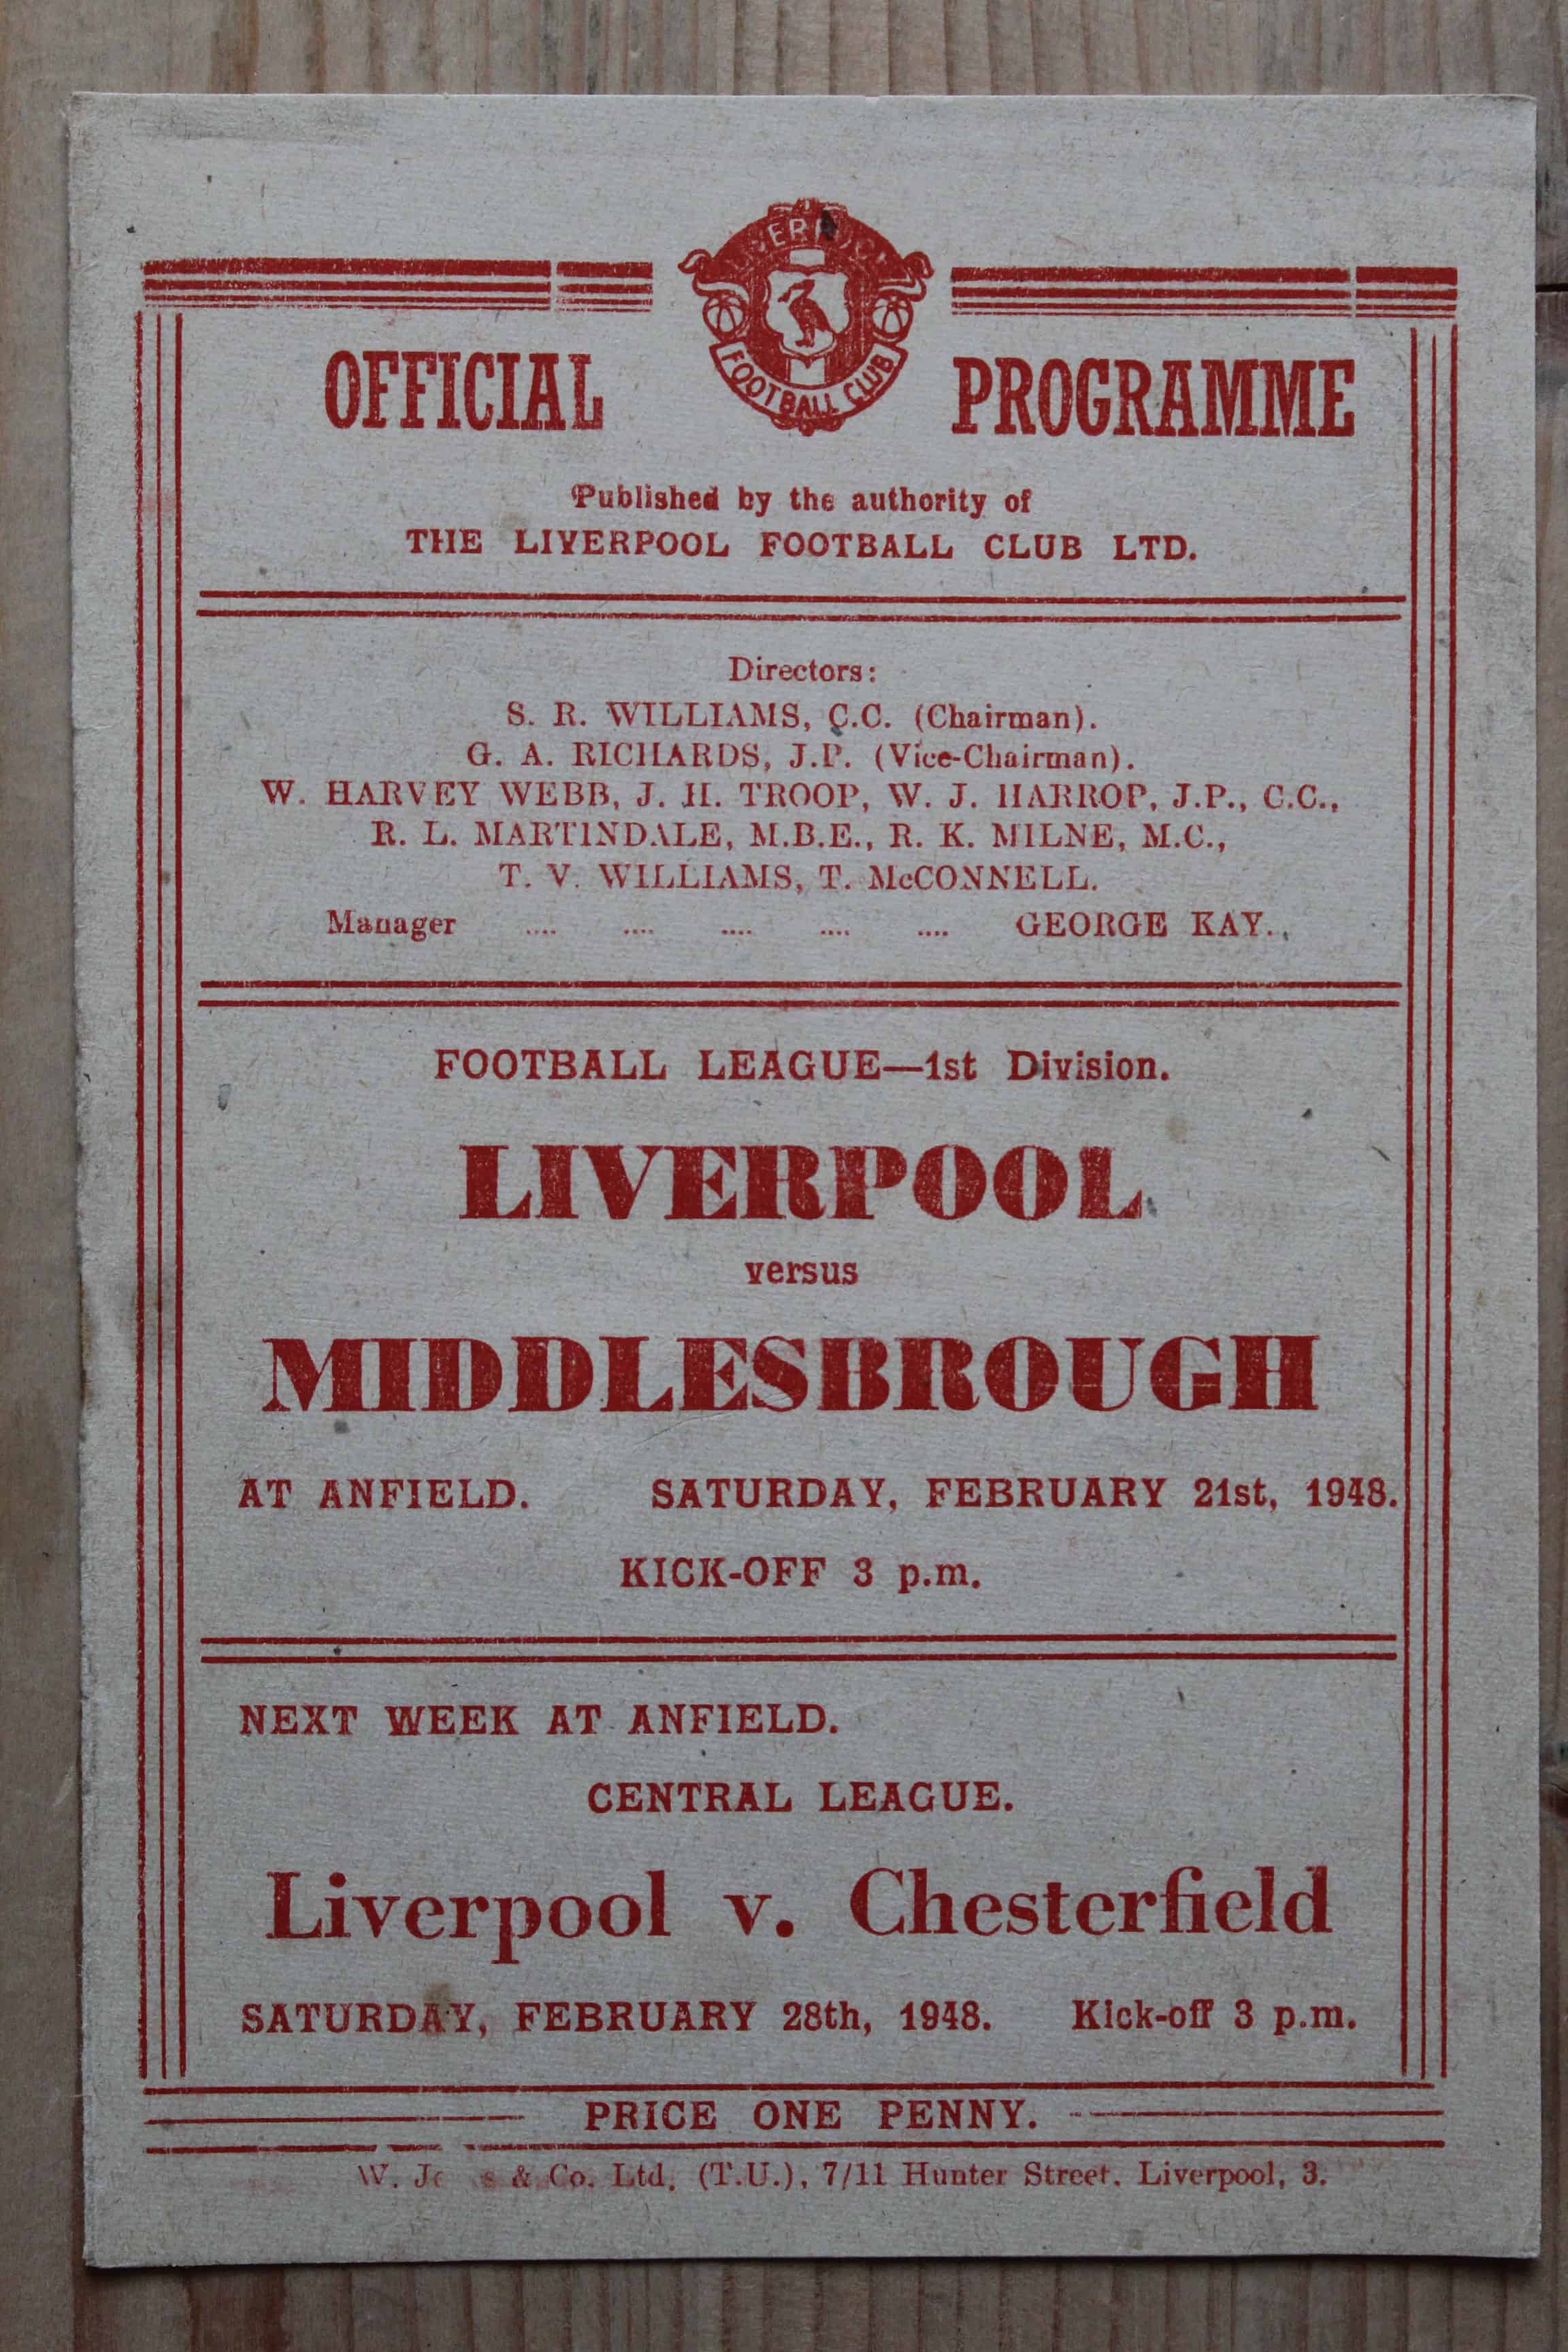 LIVERPOOL
FOOTBALL CLUB
OFFICIAL PROGRAMME
Published by the authority of
THE LIVERPOOL FOOTBALL CLUB LTD.
Directors:
S. R. WILLIAMS, C.C. (Chairman).
G. A. RICHARDS, J.P. (Vice-Chairman).
W. HARVEY WEBB, J. H. TROOP, W. J. HARROP, J.P., C.C.,
R. L. MARTINDALE, M.B.E., R. K. MILNE, M.C.,
T. V. WILLIAMS, T. McCONNELL.
Manager .... .... .... .... .... GEORGE KAY.
FOOTBALL LEAGUE—1st Division.
LIVERPOOL
versus
MIDDLESBROUGH
AT ANFIELD. SATURDAY, FEBRUARY 21st, 1948.
KICK-OFF 3 p.m.
NEXT WEEK AT ANFIELD.
CENTRAL LEAGUE.
Liverpool v. Chesterfield
SATURDAY, FEBRUARY 28th, 1948. Kick-off 3 p.m.
PRICE ONE PENNY.
W. & Co. Ltd. (T.U.), 7/11 Hunter Street, Liverpool, 3.